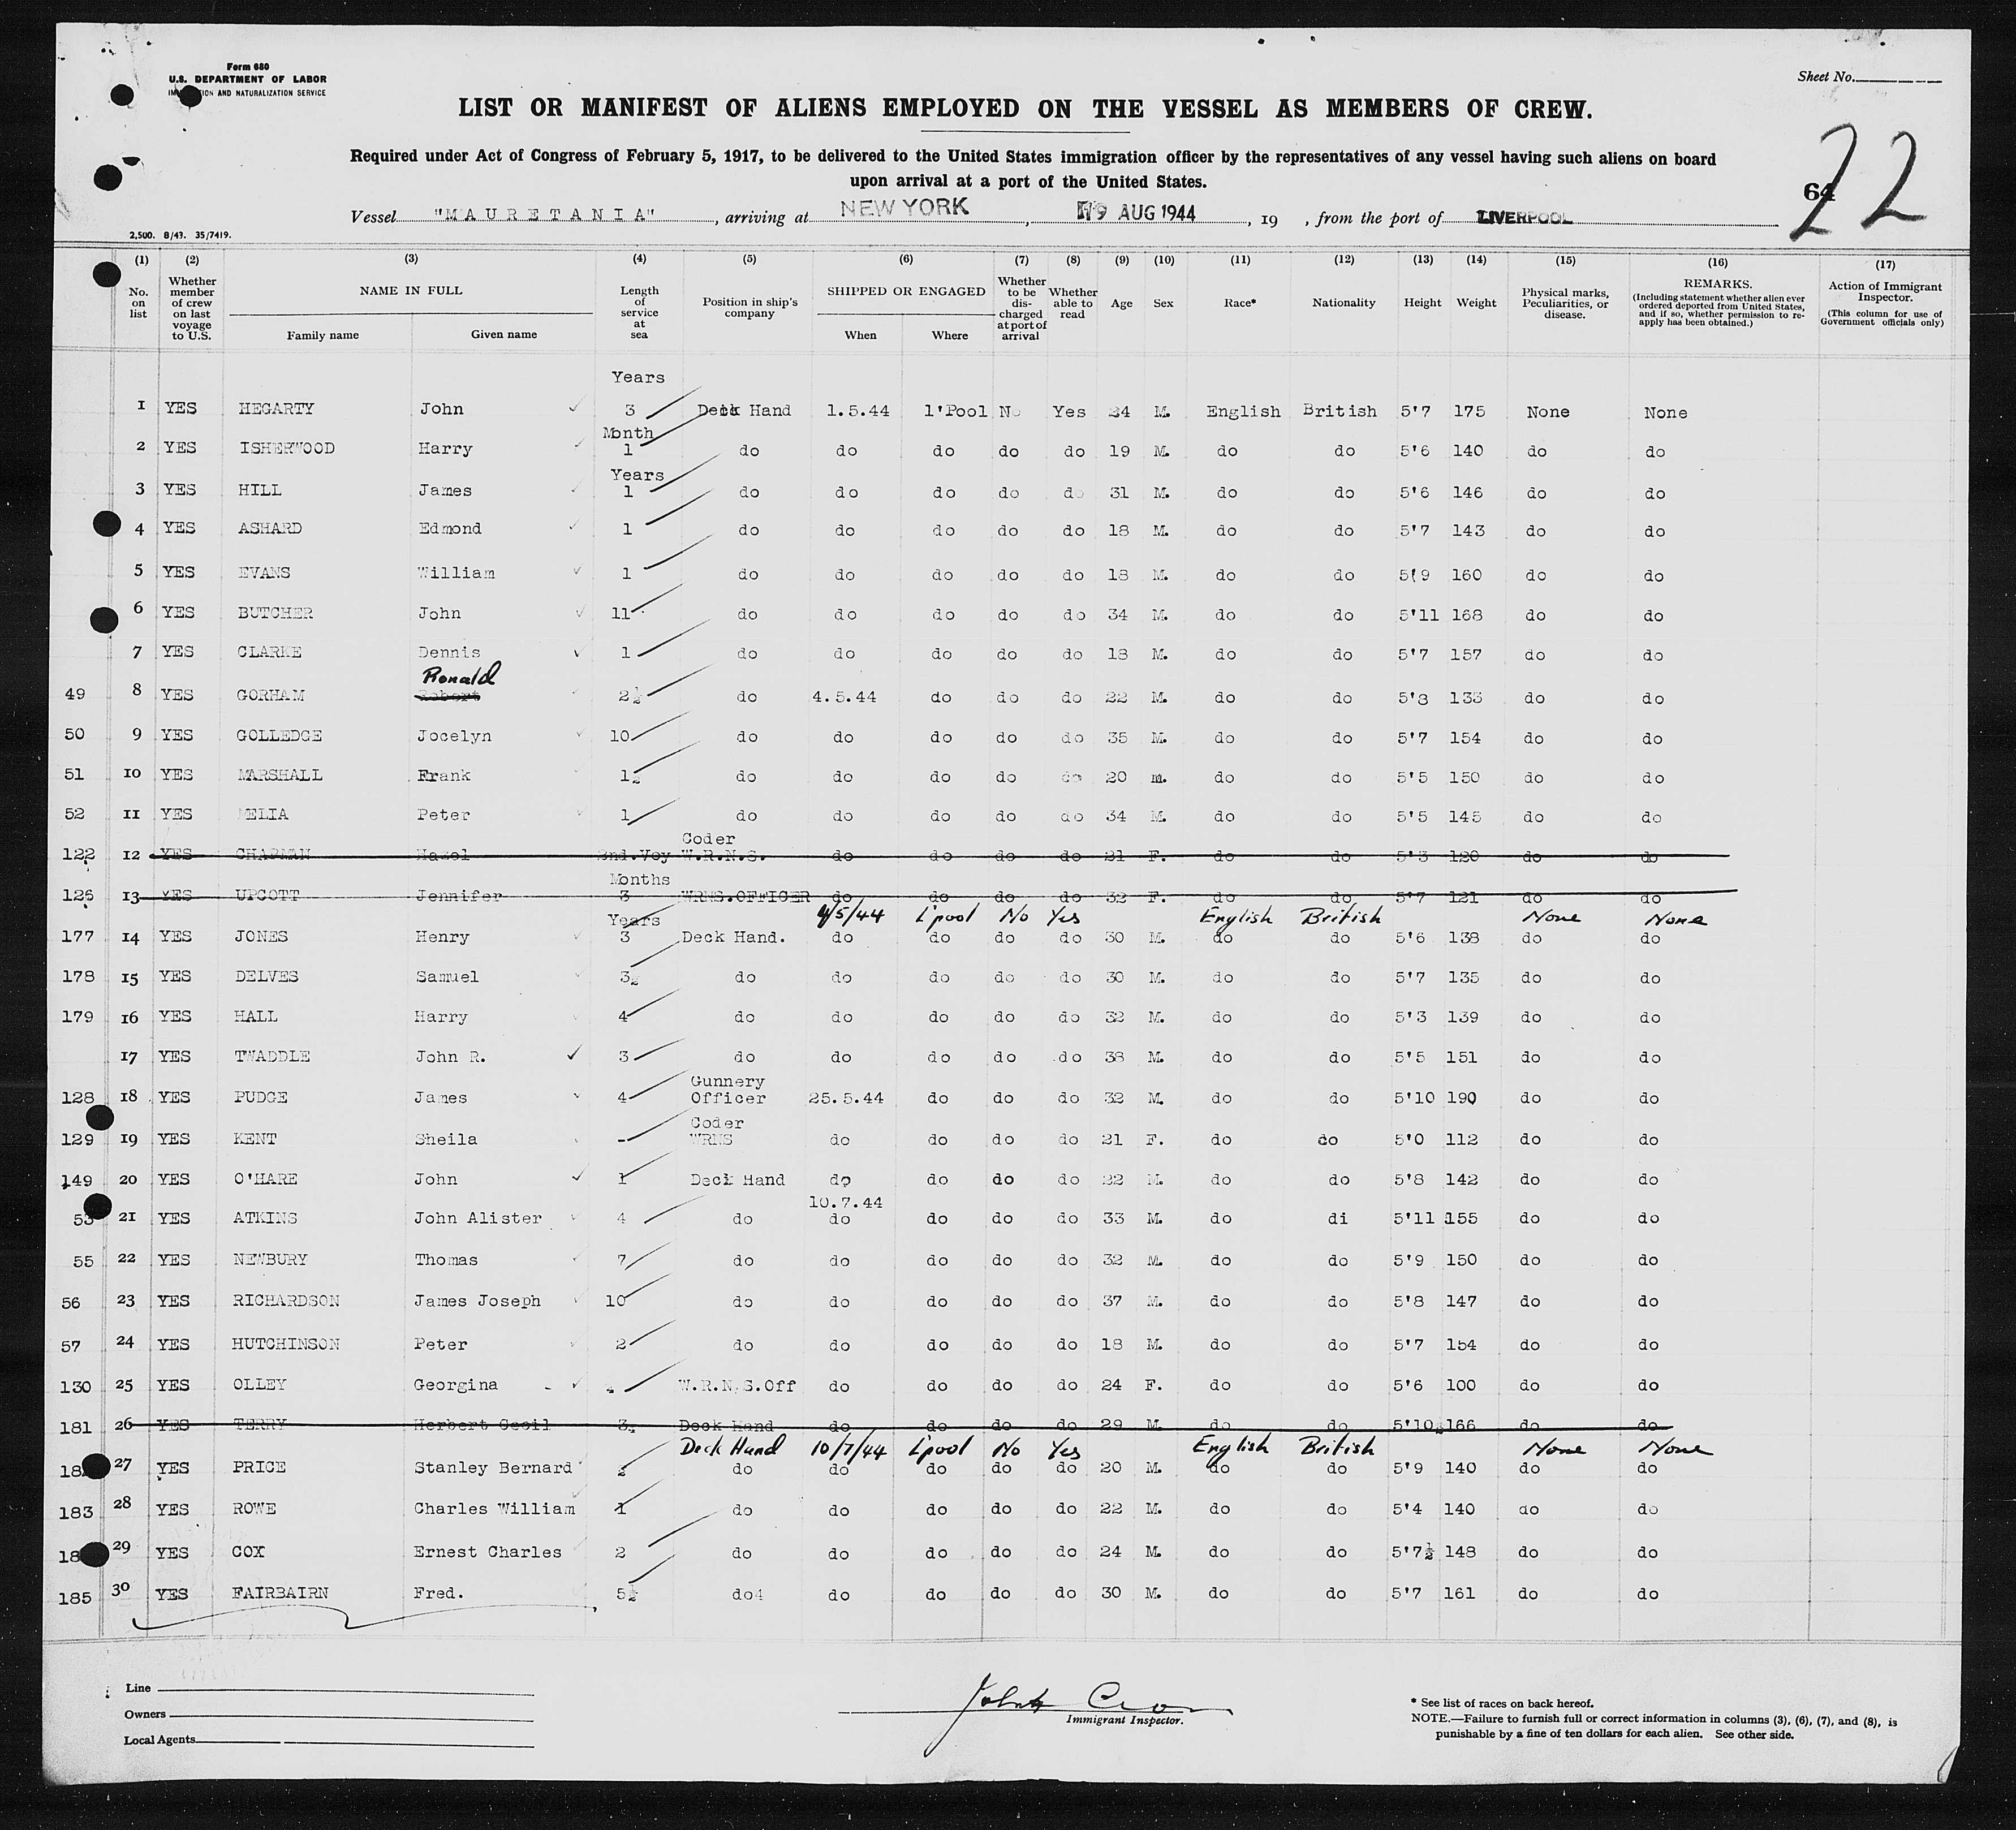 Form 680
U.S. DEPARTMENT OF LABOR
IMM TION AND NATURALIZATION SERVICE
Sheet No.
LIST OR MANIFEST OF ALIENS EMPLOYED ON THE VESSEL AS MEMBERS OF CREW.
Required under Act of Congress of February 5, 1917, to be delivered to the United States immigration officer by the representatives of any vessel having such aliens on board
upon arrival at a port of the United States.
64
22
Vessel "MAURETANIA", arriving at NEW YORK, 19 AUG 1944, 19 , from the port of LIVERPOOL
2,500. 8/43. 35/7419.
(1) (2) (3) (4) (5) (6) (7) (8) (9) (10) (11) (12) (13) (14) (15) (16) (17)
No. on list
Whether member of crew on last voyage to U.S.
NAME IN FULL
Family name Given name
Length of service at sea
Position in ship's company
SHIPPED OR ENGAGED
When Where
Whether to be discharged at port of arrival
Whether able to read
Age Sex Race* Nationality Height Weight
Physical marks, Peculiarities, or disease.
REMARKS.
(Including statement whether alien ever ordered deported from United States, and if so, whether permission to re-apply has been obtained.)
Action of Immigrant Inspector.
(This column for use of Government officials only)
Years
1 YES HEGARTY John 3 Deck Hand 1.5.44 l'Pool No Yes 24 M. English British 5'7 175 None None
Month
2 YES ISHERWOOD Harry 1 do do do do do 19 M. do do 5'6 140 do do
Years
3 YES HILL James 1 do do do do do 31 M. do do 5'6 146 do do
4 YES ASHARD Edmond 1 do do do do do 18 M. do do 5'7 143 do do
5 YES EVANS William 1 do do do do do 18 M. do do 5'9 160 do do
6 YES BUTCHER John 11 do do do do do 34 M. do do 5'11 168 do do
7 YES CLARKE Dennis 1 do do do do do 18 M. do do 5'7 157 do do
Ronald
49 8 YES GORHAM Robert 2½ do 4.5.44 do do do 22 M. do do 5'8 133 do do
50 9 YES GOLLEDGE Jocelyn 10 do do do do do 35 M. do do 5'7 154 do do
51 10 YES MARSHALL Frank 1½ do do do do do 20 m. do do 5'5 150 do do
52 11 YES MELIA Peter 1 do do do do do 34 M. do do 5'5 145 do do
Coder
122 12 YES CHAPMAN Hazel 2nd.Voy W.R.N.S. do do do do 21 F. do do 5'3 120 do do
Months
126 13 YES UPCOTT Jennifer 3 WRNS.OFFICER do do do do 32 F. do do 5'7 121 do do
Years 4/5/44 L'pool No Yes English British None None
177 14 YES JONES Henry 3 Deck Hand. do do do do 30 M. do do 5'6 138 do do
178 15 YES DELVES Samuel 3½ do do do do do 30 M. do do 5'7 135 do do
179 16 YES HALL Harry 4 do do do do do 32 M. do do 5'3 139 do do
17 YES TWADDLE John R. 3 do do do do do 38 M. do do 5'5 151 do do
Gunnery
128 18 YES PUDGE James 4 Officer 25.5.44 do do do 32 M. do do 5'10 190 do do
Coder
129 19 YES KENT Sheila - WRNS do do do do 21 F. do do 5'0 112 do do
149 20 YES O'HARE John 1 Deck Hand do do do do 22 M. do do 5'8 142 do do
10.7.44
53 21 YES ATKINS John Alister 4 do do do do do 33 M. do di 5'11 155 do do
55 22 YES NEWBURY Thomas 7 do do do do do 32 M. do do 5'9 150 do do
56 23 YES RICHARDSON James Joseph 10 do do do do do 37 M. do do 5'8 147 do do
57 24 YES HUTCHINSON Peter 2 do do do do do 18 M. do do 5'7 154 do do
130 25 YES OLLEY Georgina - W.R.N.S.Off do do do do 24 F. do do 5'6 100 do do
181 26 YES TERRY Herbert Cecil 3½ Deck Hand do do do do 29 M. do do 5'10½ 166 do do
Deck Hand 10/7/44 L'pool No Yes English British None None
18 27 YES PRICE Stanley Bernard ½ do do do do do 20 M. do do 5'9 140 do do
183 28 YES ROWE Charles William 1 do do do do do 22 M. do do 5'4 140 do do
18 29 YES COX Ernest Charles 2 do do do do do 24 M. do do 5'7½ 148 do do
185 30 YES FAIRBAIRN Fred. 5½ do4 do do do do 30 M. do do 5'7 161 do do
Line
Owners
Local Agents
Immigrant Inspector.
* See list of races on back hereof.
NOTE.—Failure to furnish full or correct information in columns (3), (6), (7), and (8), is
punishable by a fine of ten dollars for each alien. See other side.